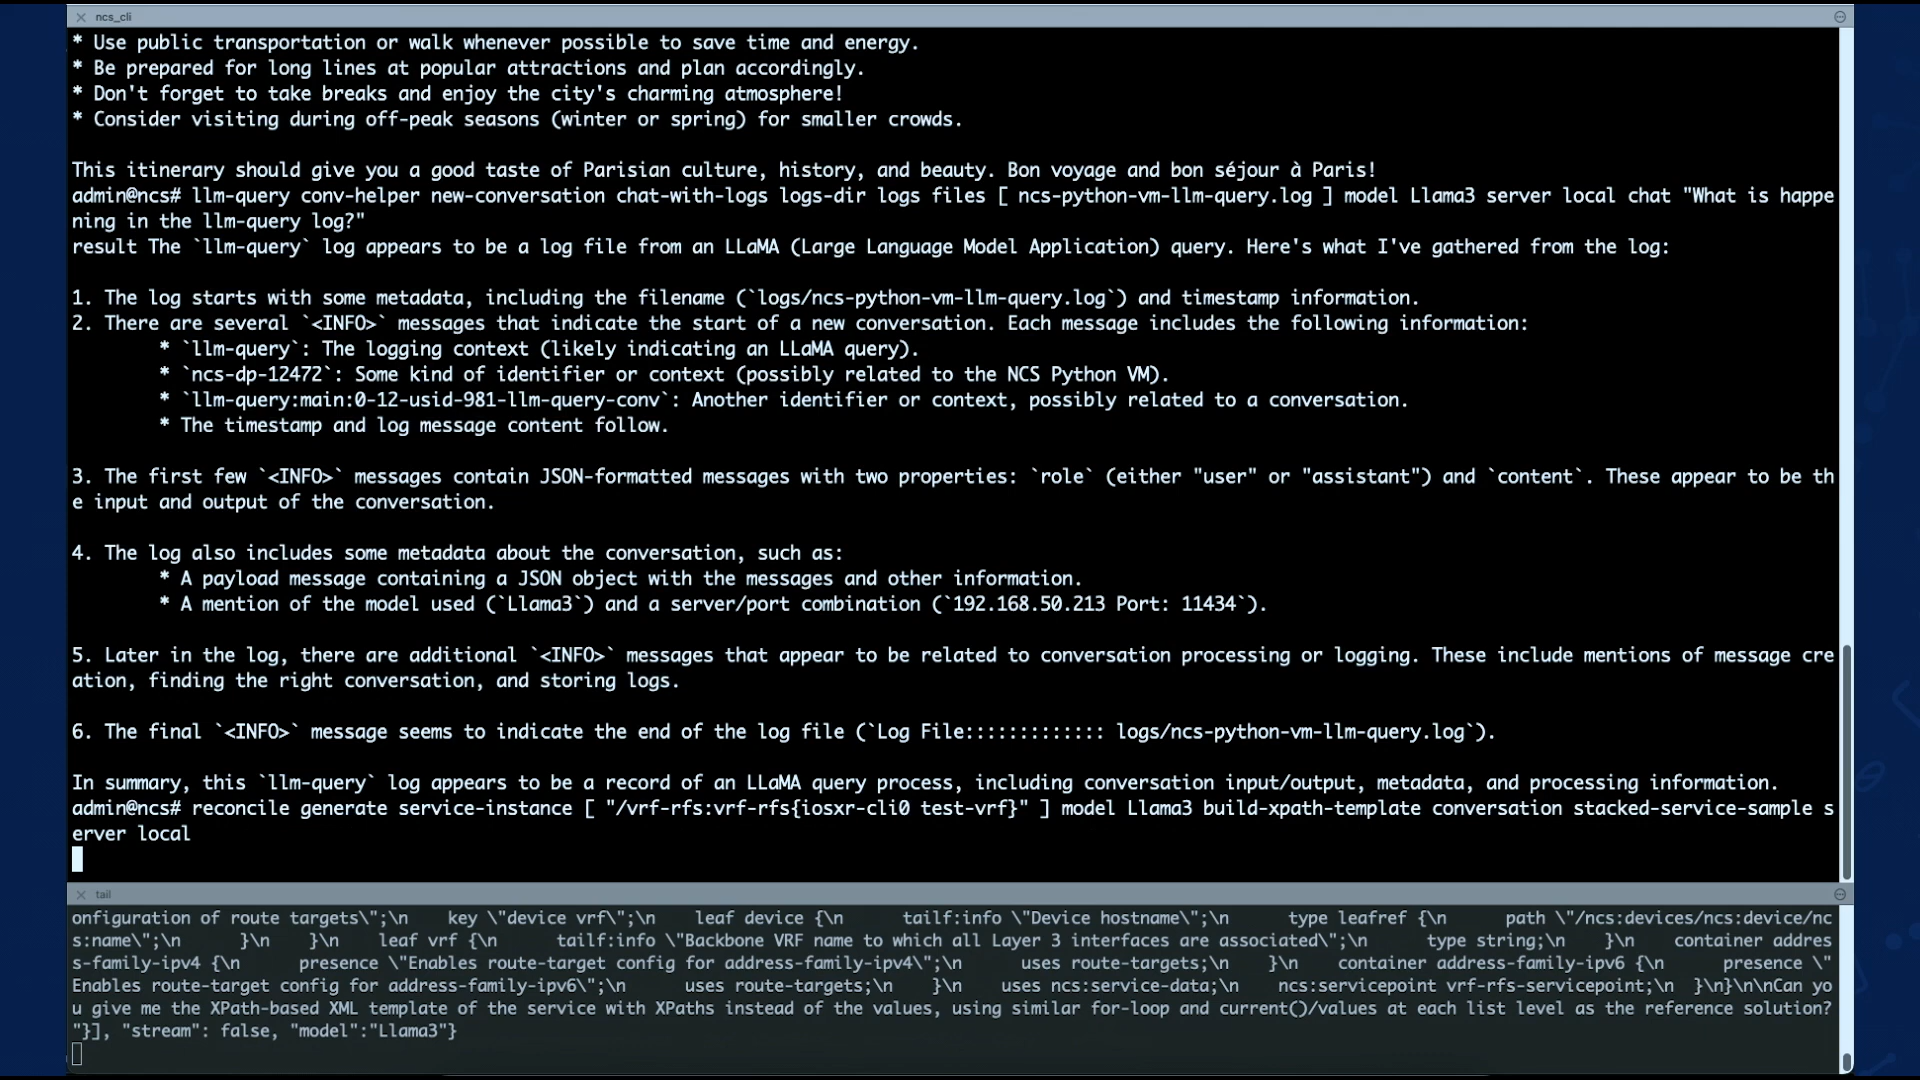 ncs_cli
* Use public transportation or walk whenever possible to save time and energy.
* Be prepared for long lines at popular attractions and plan accordingly.
* Don't forget to take breaks and enjoy the city's charming atmosphere!
* Consider visiting during off-peak seasons (winter or spring) for smaller crowds.
This itinerary should give you a good taste of Parisian culture, history, and beauty. Bon voyage and bon séjour à Paris!
admin@ncs# llm-query conv-helper new-conversation chat-with-logs logs-dir logs files [ ncs-python-vm-llm-query.log ] model Llama3 server local chat "What is happe
ning in the llm-query log?"
result The `llm-query` log appears to be a log file from an LLaMA (Large Language Model Application) query. Here's what I've gathered from the log:
1. The log starts with some metadata, including the filename (`logs/ncs-python-vm-llm-query.log`) and timestamp information.
2. There are several `<INFO>` messages that indicate the start of a new conversation. Each message includes the following information:
* `llm-query`: The logging context (likely indicating an LLaMA query).
* `ncs-dp-12472`: Some kind of identifier or context (possibly related to the NCS Python VM).
* `llm-query:main:0-12-usid-981-llm-query-conv`: Another identifier or context, possibly related to a conversation.
* The timestamp and log message content follow.
3. The first few `<INFO>` messages contain JSON-formatted messages with two properties: `role` (either "user" or "assistant") and `content`. These appear to be th
e input and output of the conversation.
4. The log also includes some metadata about the conversation, such as:
* A payload message containing a JSON object with the messages and other information.
* A mention of the model used (`Llama3`) and a server/port combination (`192.168.50.213 Port: 11434`).
5. Later in the log, there are additional `<INFO>` messages that appear to be related to conversation processing or logging. These include mentions of message cre
ation, finding the right conversation, and storing logs.
6. The final `<INFO>` message seems to indicate the end of the log file (`Log File::::::::::::: logs/ncs-python-vm-llm-query.log`).
In summary, this `llm-query` log appears to be a record of an LLaMA query process, including conversation input/output, metadata, and processing information.
admin@ncs# reconcile generate service-instance [ "/vrf-rfs:vrf-rfs{iosxr-cli0 test-vrf}" ] model Llama3 build-xpath-template conversation stacked-service-sample s
erver local
tail
onfiguration of route targets\";\n    key \"device vrf\";\n    leaf device {\n      tailf:info \"Device hostname\";\n      type leafref {\n        path \"/ncs:devices/ncs:device/nc
s:name\";\n      }\n    }\n    leaf vrf {\n      tailf:info \"Backbone VRF name to which all Layer 3 interfaces are associated\";\n      type string;\n    }\n    container addres
s-family-ipv4 {\n      presence \"Enables route-target config for address-family-ipv4\";\n      uses route-targets;\n    }\n    container address-family-ipv6 {\n      presence \"
Enables route-target config for address-family-ipv6\";\n      uses route-targets;\n    }\n    uses ncs:service-data;\n    ncs:servicepoint vrf-rfs-servicepoint;\n  }\n}\n\nCan yo
u give me the XPath-based XML template of the service with XPaths instead of the values, using similar for-loop and current()/values at each list level as the reference solution?
"}], "stream": false, "model":"Llama3"}